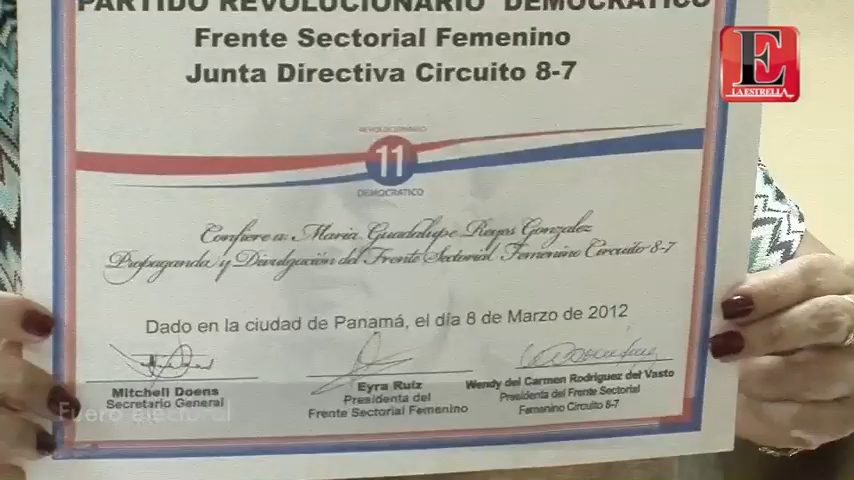 PARTIDO REVOLUCIONARIO DEMOCRÁTICO
Frente Sectorial Femenino
Junta Directiva Circuito 8-7
E
LA ESTRELLA
REVOLUCIONARIO
11
DEMOCRÁTICO
Confiere a: María Guadalupe Reyes Gonzalez
Propaganda y Divulgación del Frente Sectorial Femenino Circuito 8-7
Dado en la ciudad de Panamá, el día 8 de Marzo de 2012
Mitchell Doens
Secretario General
Eyra Ruiz
Presidenta del
Frente Sectorial Femenino
Wendy del Carmen Rodriguez del Vasto
Presidenta del Frente Sectorial
Femenino Circuito 8-7
Fuero electoral